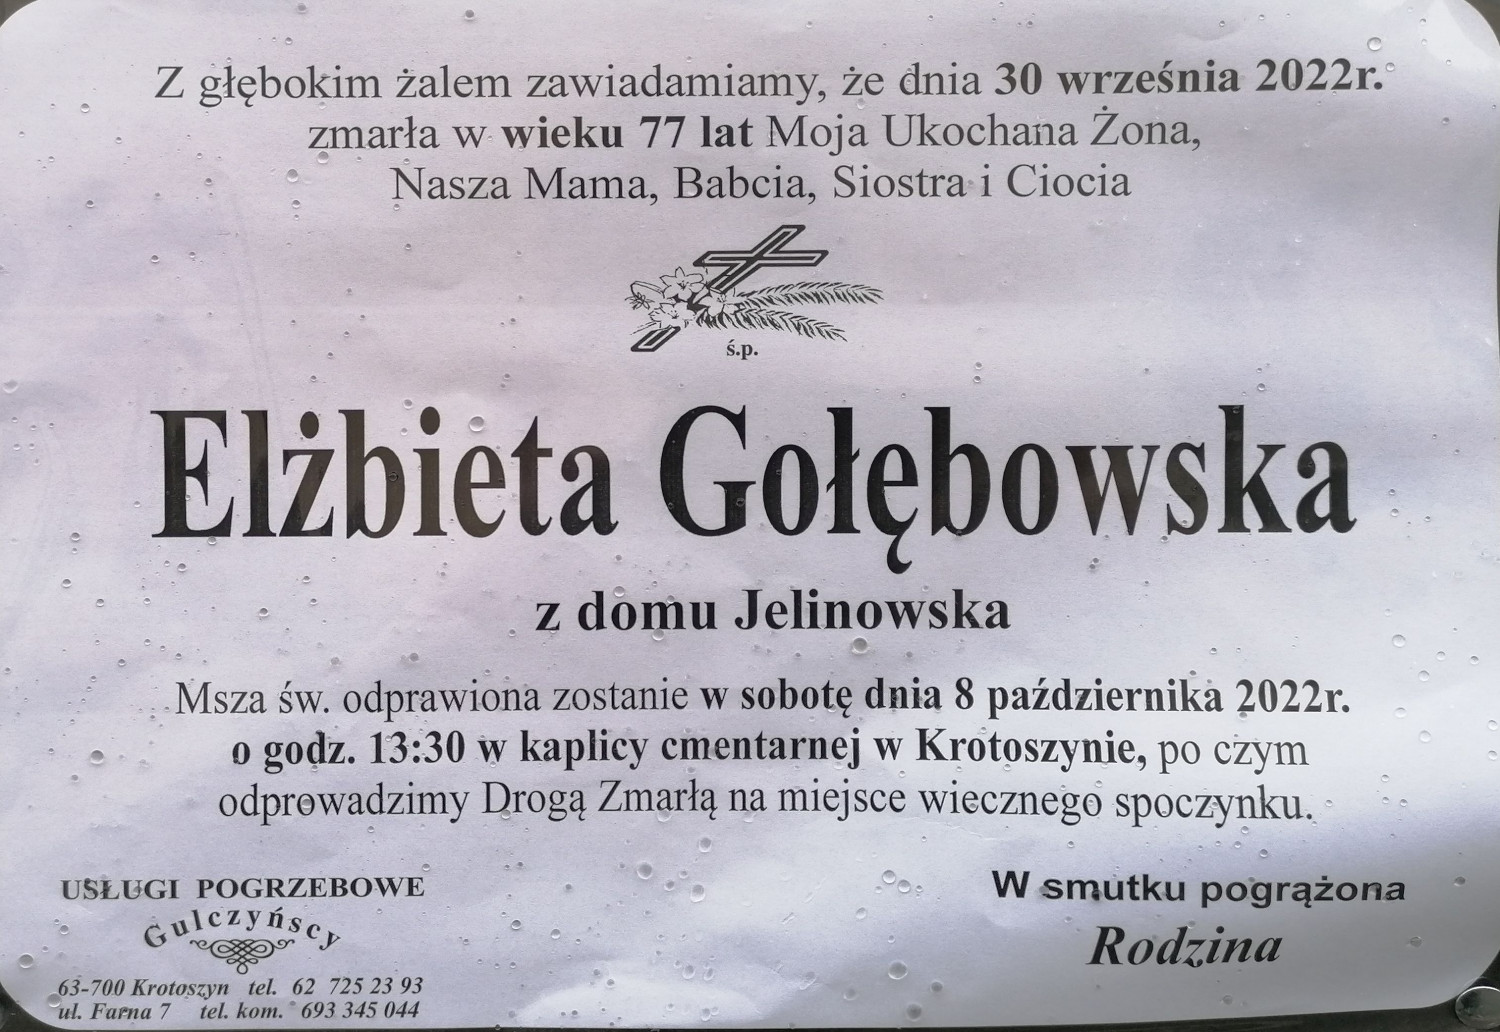 Z głębokim żalem zawiadamiamy, że dnia 30 września 2022r.
zmarła w wieku 77 lat Moja Ukochana Żona,
Nasza Mama, Babcia, Siostra i Ciocia
ś.p.
Elżbieta Gołębowska
z domu Jelinowska
Msza św. odprawiona zostanie w sobotę dnia 8 października 2022r.
o godz. 13:30 w kaplicy cmentarnej w Krotoszynie, po czym
odprowadzimy Drogą Zmarłą na miejsce wiecznego spoczynku.
USŁUGI POGRZEBOWE
Gulczyńscy
63-700 Krotoszyn tel. 62 725 23 93
ul. Farna 7 tel. kom. 693 345 044
W smutku pogrążona
Rodzina